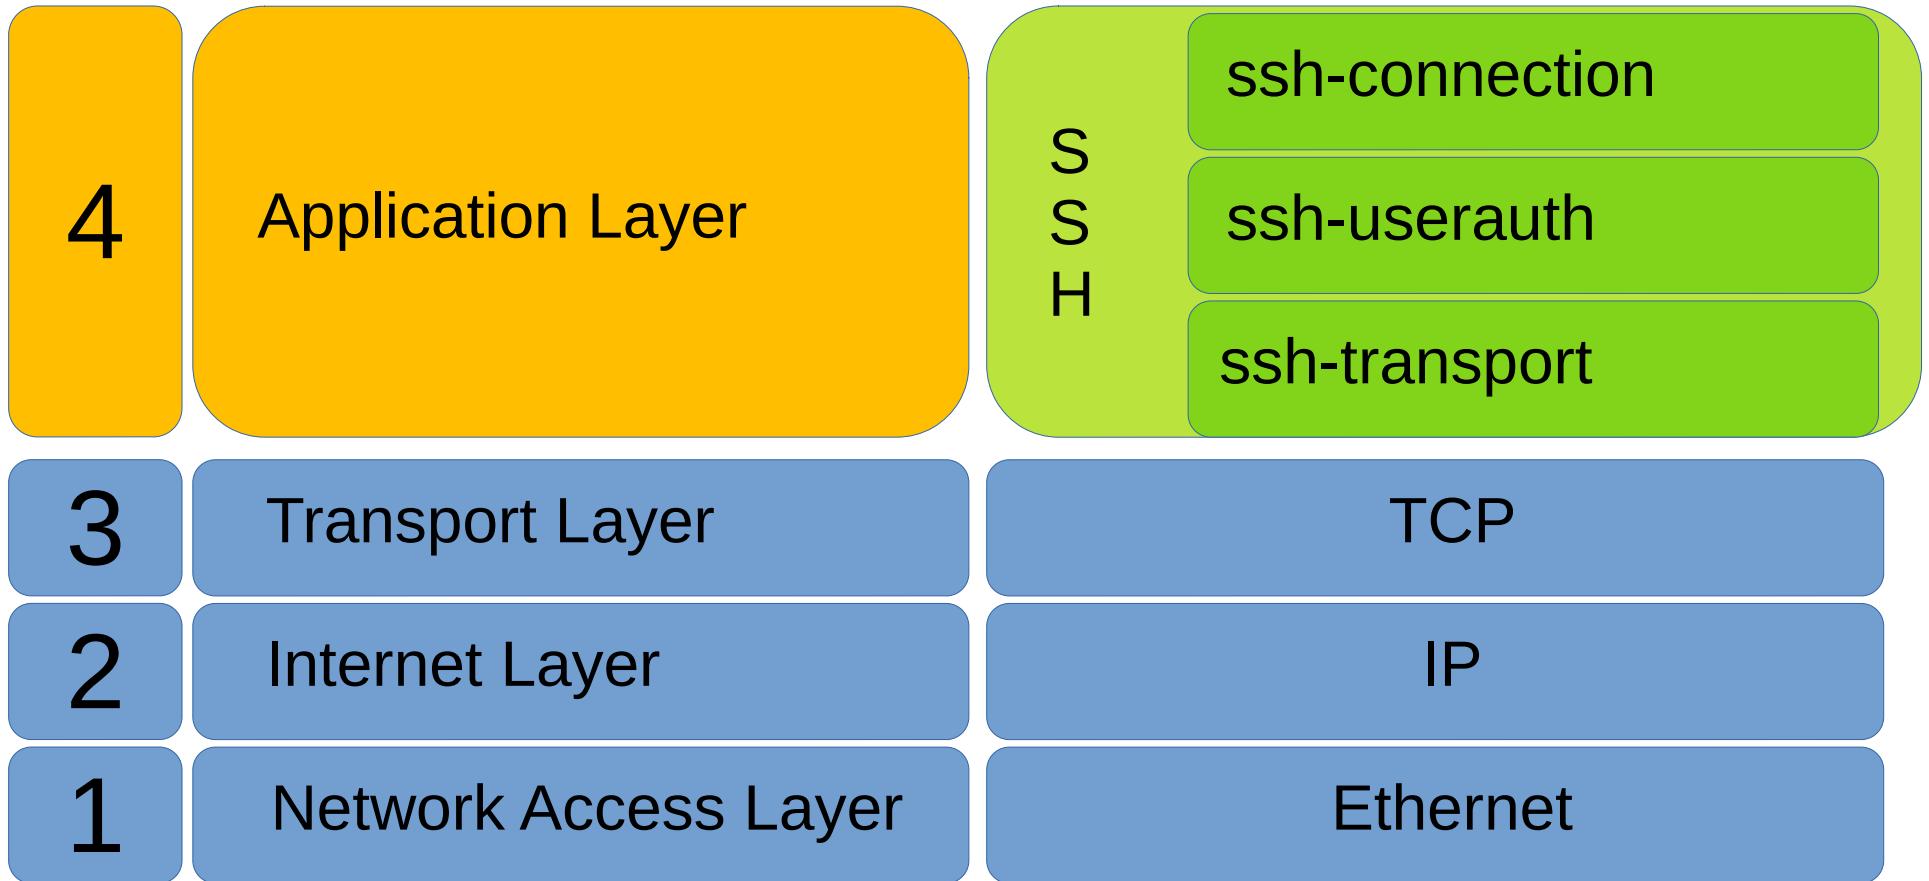 4
Application Layer
S
S
H
ssh-connection
ssh-userauth
ssh-transport
3
Transport Layer
TCP
2
Internet Layer
IP
1
Network Access Layer
Ethernet